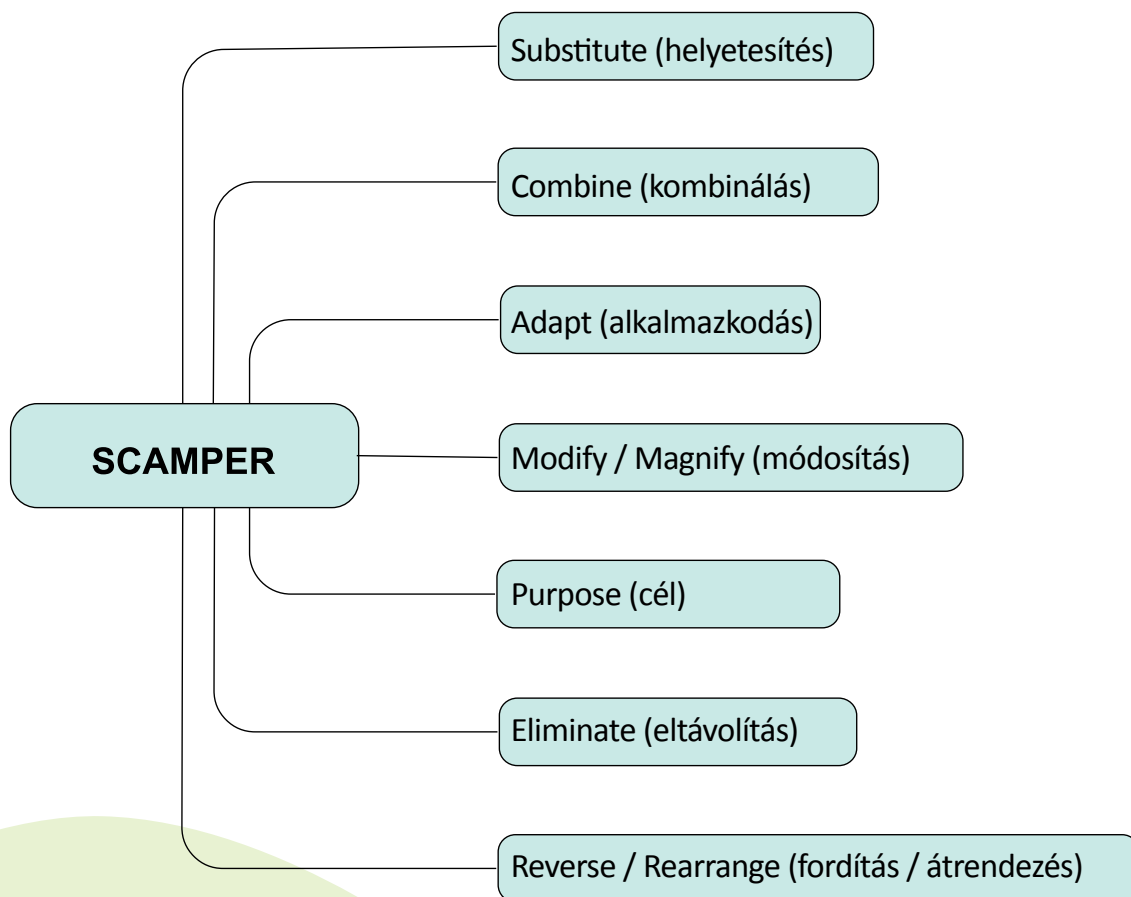 Substitute (helyetesítés)
Combine (kombinálás)
Adapt (alkalmazkodás)
SCAMPER
Modify / Magnify (módosítás)
Purpose (cél)
Eliminate (eltávolítás)
Reverse / Rearrange (fordítás / átrendezés)